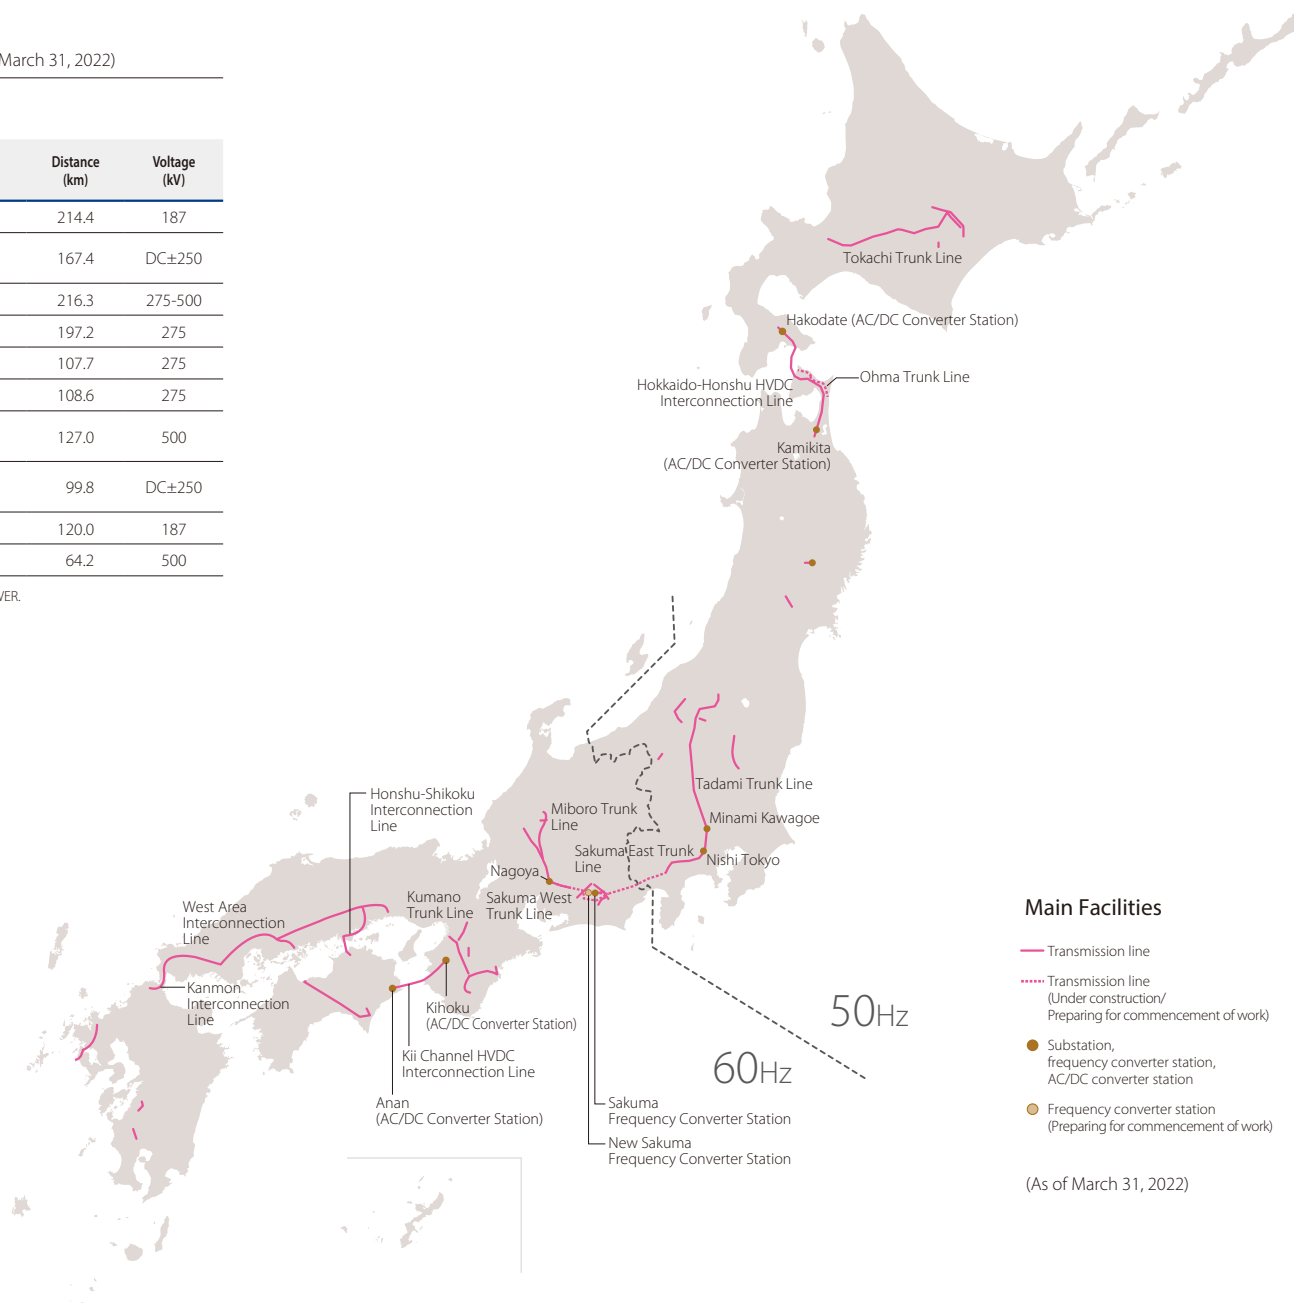 March 31, 2022)
Distance
(km)
Voltage
(kV)
214.4 187
167.4 DC±250
216.3 275-500
197.2 275
107.7 275
108.6 275
127.0 500
99.8 DC±250
120.0 187
64.2 500
WER.
Tokachi Trunk Line
Hakodate (AC/DC Converter Station)
Hokkaido-Honshu HVDC
Interconnection Line
Ohma Trunk Line
Kamikita
(AC/DC Converter Station)
Tadami Trunk Line
Minami Kawagoe
Nishi Tokyo
Honshu-Shikoku
Interconnection
Line
Miboro Trunk
Line
Sakuma East Trunk
Line
Nagoya
Sakuma West
Trunk Line
Kumano
Trunk Line
West Area
Interconnection
Line
Kanmon
Interconnection
Line
Kihoku
(AC/DC Converter Station)
Kii Channel HVDC
Interconnection Line
Anan
(AC/DC Converter Station)
Sakuma
Frequency Converter Station
New Sakuma
Frequency Converter Station
50Hz
60Hz
Main Facilities
Transmission line
Transmission line
(Under construction/
Preparing for commencement of work)
Substation,
frequency converter station,
AC/DC converter station
Frequency converter station
(Preparing for commencement of work)
(As of March 31, 2022)